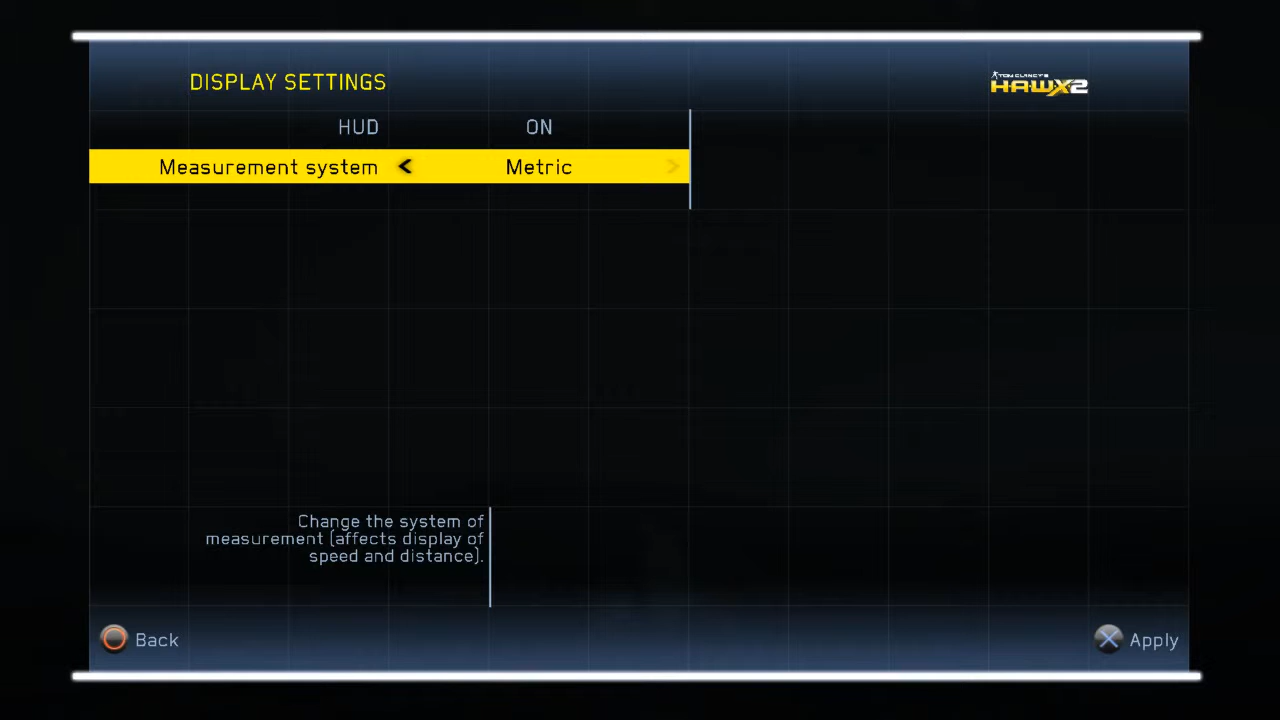 DISPLAY SETTINGS
TOM CLANCY'S
HAWX2
HUD ON
Measurement system < Metric >
Change the system of
measurement (affects display of
speed and distance).
Back
Apply